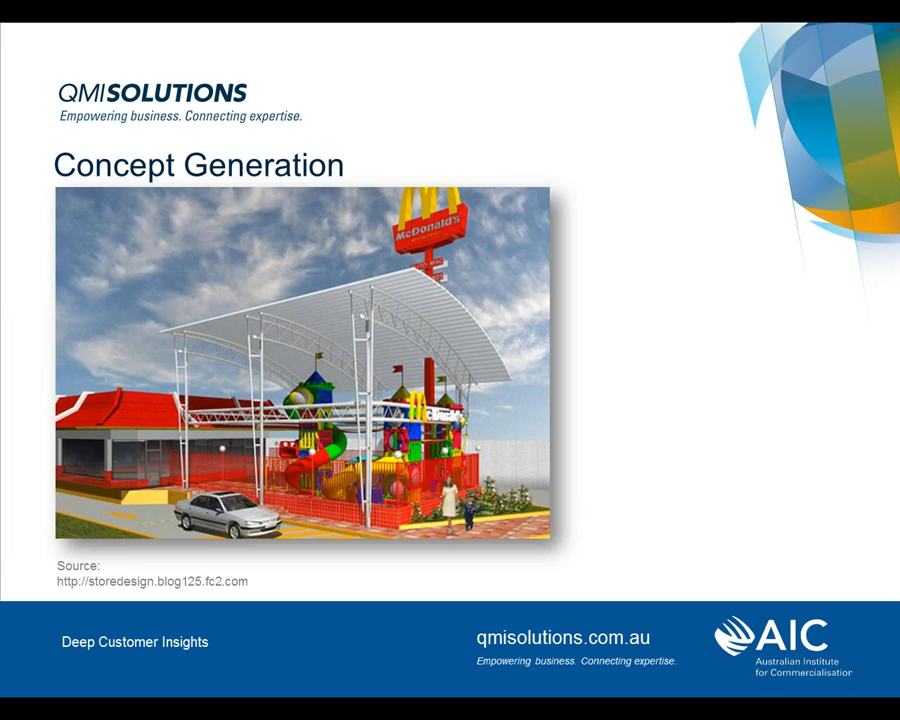 QMISOLUTIONS
Empowering business. Connecting expertise.
Concept Generation
McDonald's
Source:
http://storedesign.blog125.fc2.com
Deep Customer Insights
qmisolutions.com.au
Empowering business. Connecting expertise.
AIC
Australian Institute
for Commercialisation